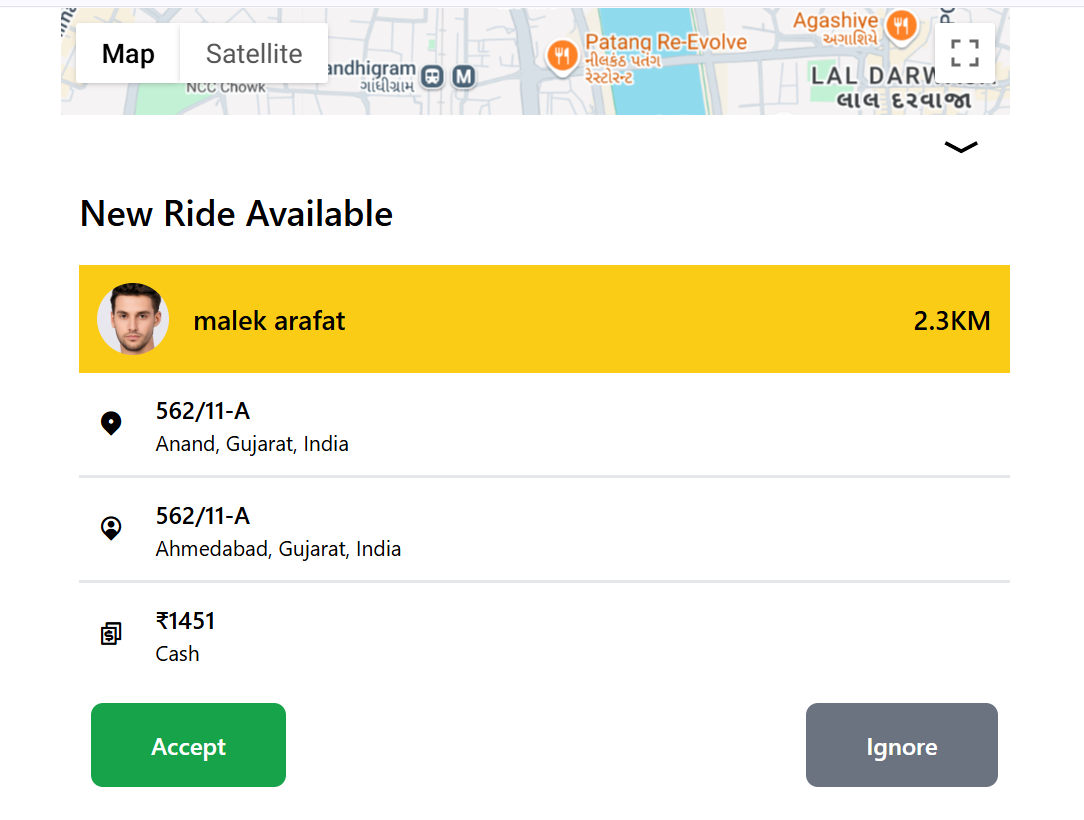 Map
Satellite
NCC Chowk
andhigram
ગાંધીગ્રામ
M
Patang Re-Evolve
નીલકંઠ પતંગ
રેસ્ટોરન્ટ
Agashiye
અગાશિયે
LAL DARW
લાલ દરવાજા
New Ride Available
malek arafat
2.3KM
562/11-A
Anand, Gujarat, India
562/11-A
Ahmedabad, Gujarat, India
₹1451
Cash
Accept
Ignore